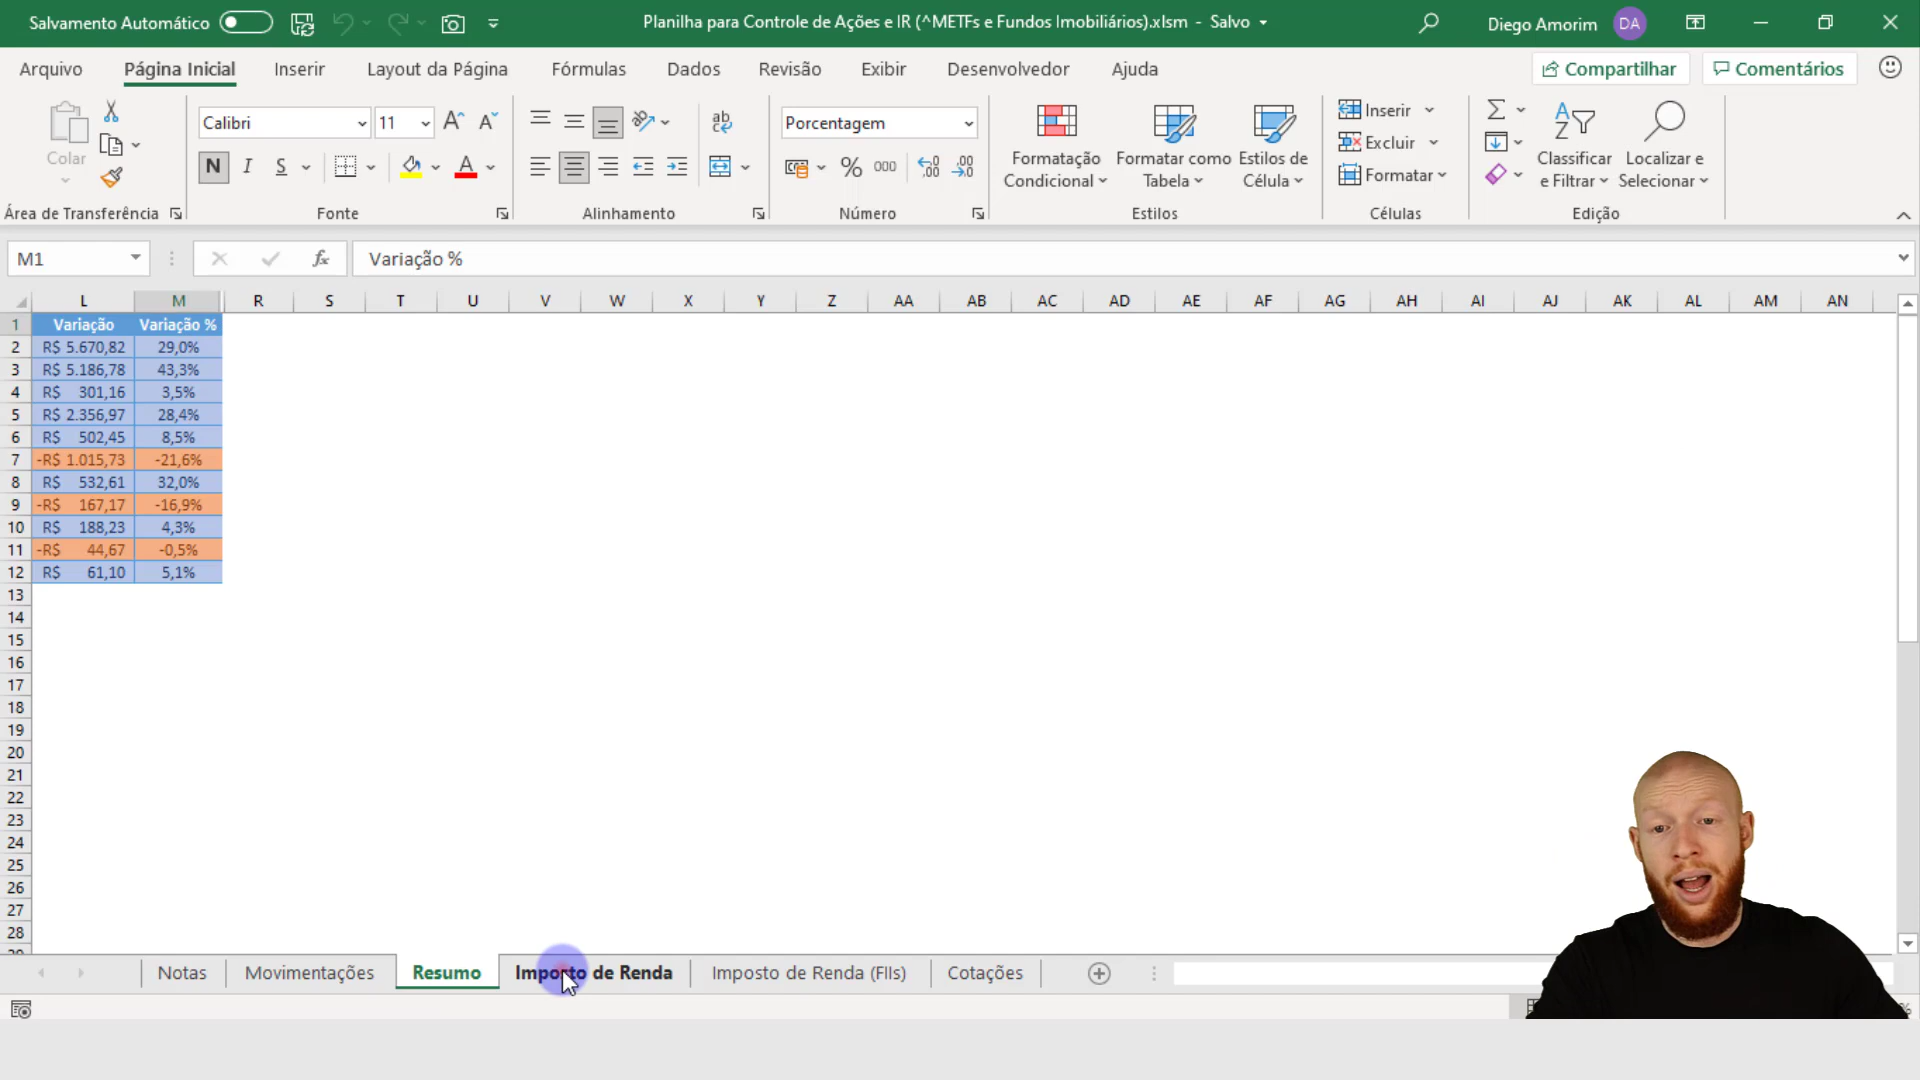 Salvamento Automático
Planilha para Controle de Ações e IR (^METFs e Fundos Imobiliários).xlsm - Salvo
Diego Amorim DA
Arquivo Página Inicial Inserir Layout da Página Fórmulas Dados Revisão Exibir Desenvolvedor Ajuda Compartilhar Comentários
Colar
Área de Transferência
Calibri 11
N I S A
Fonte
ab
Alinhamento
Porcentagem
% 000
Número
Formatação Condicional
Formatar como Tabela
Estilos de Célula
Estilos
Inserir
Excluir
Formatar
Células
Classificar e Filtrar
Localizar e Selecionar
Edição
M1 fx Variação %
L M R S T U V W X Y Z AA AB AC AD AE AF AG AH AI AJ AK AL AM AN
1 Variação Variação %
2 R$ 5.670,82 29,0%
3 R$ 5.186,78 43,3%
4 R$ 301,16 3,5%
5 R$ 2.356,97 28,4%
6 R$ 502,45 8,5%
7 -R$ 1.015,73 -21,6%
8 R$ 532,61 32,0%
9 -R$ 167,17 -16,9%
10 R$ 188,23 4,3%
11 -R$ 44,67 -0,5%
12 R$ 61,10 5,1%
13
14
15
16
17
18
19
20
21
22
23
24
25
26
27
28
Notas Movimentações Resumo Imposto de Renda Imposto de Renda (FIIs) Cotações